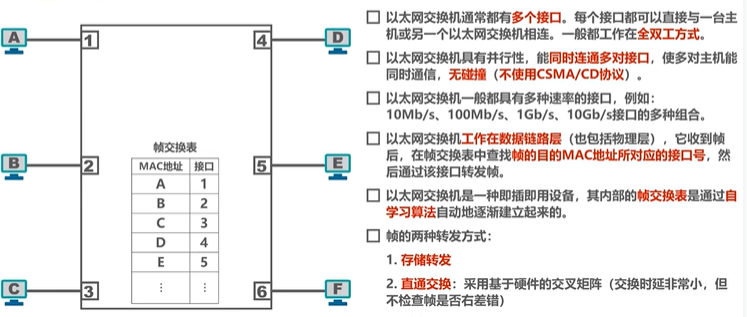 A
1
4
D
B
2
5
E
C
3
6
F
帧交换表
MAC地址 接口
A 1
B 2
C 3
D 4
E 5
⋮ ⋮
□ 以太网交换机通常都有多个接口。每个接口都可以直接与一台主
机或另一个以太网交换机相连。一般都工作在全双工方式。
□ 以太网交换机具有并行性，能同时连通多对接口，使多对主机能
同时通信，无碰撞（不使用CSMA/CD协议）。
□ 以太网交换机一般都具有多种速率的接口，例如：
10Mb/s、100Mb/s、1Gb/s、10Gb/s接口的多种组合。
□ 以太网交换机工作在数据链路层（也包括物理层），它收到帧
后，在帧交换表中查找帧的目的MAC地址所对应的接口号，然
后通过该接口转发帧。
□ 以太网交换机是一种即插即用设备，其内部的帧交换表是通过自
学习算法自动地逐渐建立起来的。
□ 帧的两种转发方式：
1. 存储转发
2. 直通交换：采用基于硬件的交叉矩阵（交换时延非常小，但
不检查帧是否右差错）